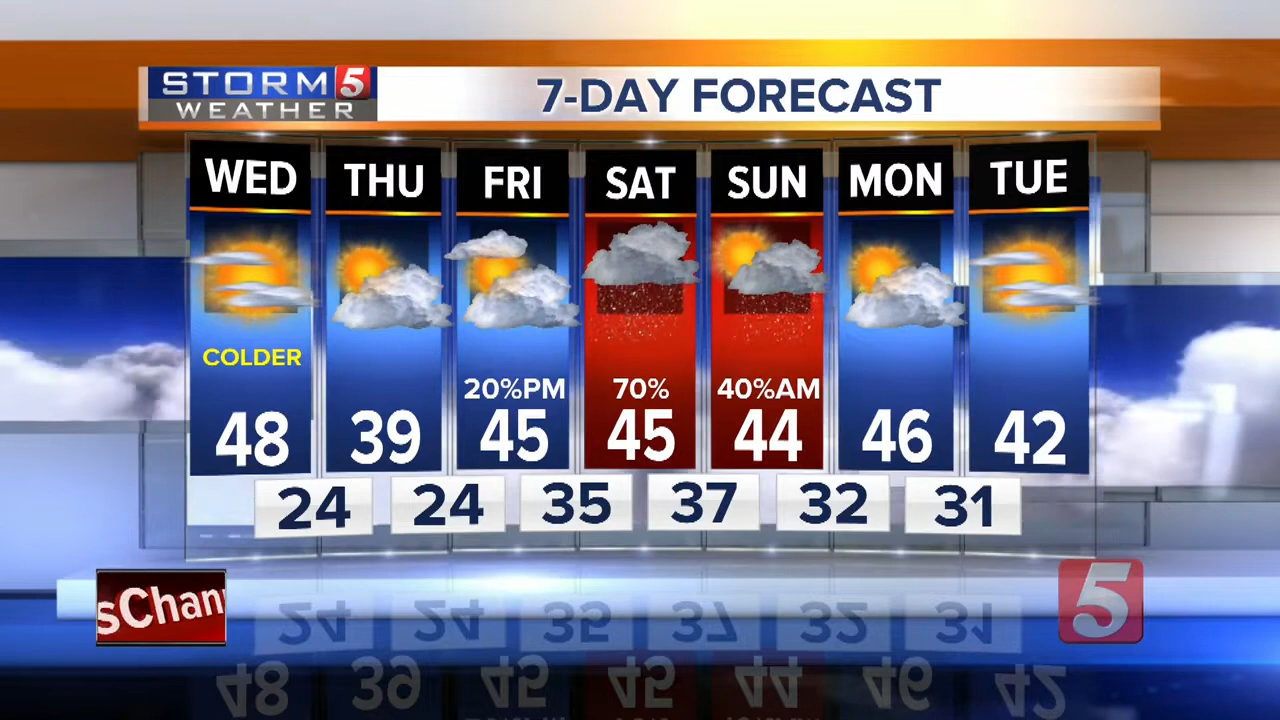 STORM 5
WEATHER
7-DAY FORECAST
WED THU FRI SAT SUN MON TUE
COLDER
20%PM 70% 40%AM
48 39 45 45 44 46 42
24 24 35 37 32 31
sChan
5